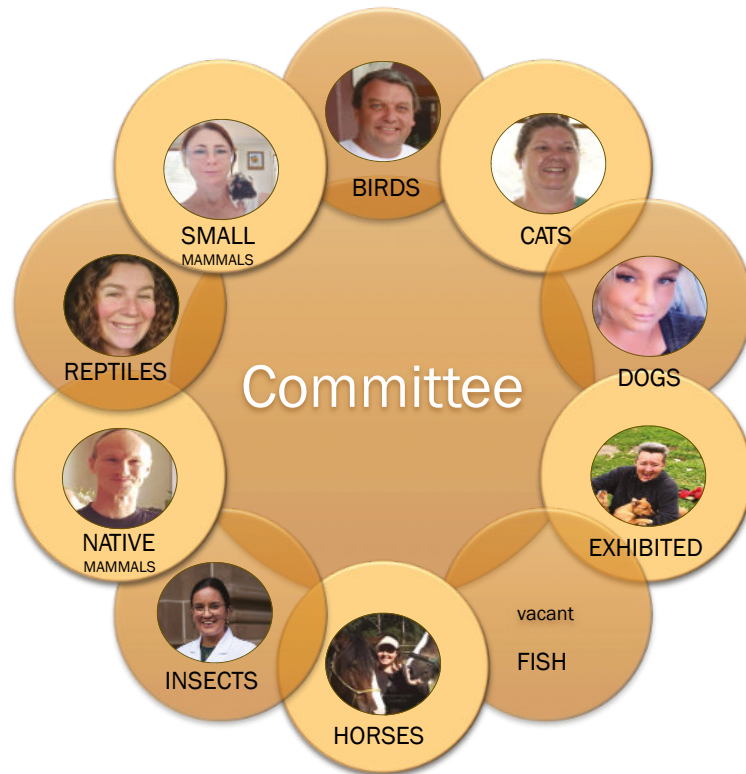 BIRDS
CATS
DOGS
EXHIBITED
vacant
FISH
HORSES
INSECTS
NATIVE
MAMMALS
REPTILES
SMALL
MAMMALS
Committee